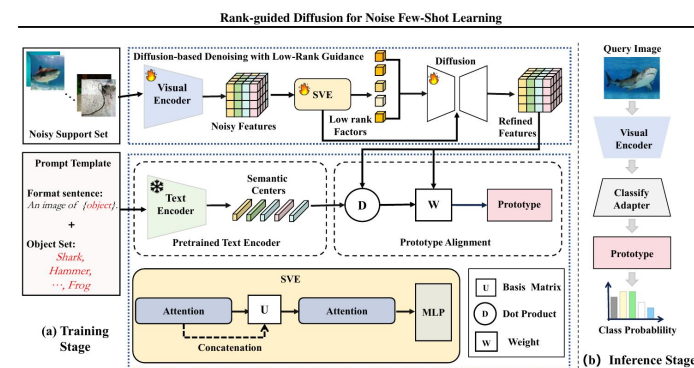 Rank-guided Diffusion for Noise Few-Shot Learning
Diffusion-based Denoising with Low-Rank Guidance
Visual
Encoder
Noisy Features
SVE
Low rank
Factors
Diffusion
Refined
Features
Noisy Support Set
Prompt Template
Format sentence:
An image of {object}.
+
Object Set:
Shark,
Hammer,
…, Frog
(a) Training
Stage
Text
Encoder
Semantic
Centers
Pretrained Text Encoder
D
W
Prototype
Prototype Alignment
SVE
Attention
U
Attention
MLP
Concatenation
U Basis Matrix
D Dot Product
W Weight
Query Image
Visual
Encoder
Classify
Adapter
Prototype
Class Probablility
(b) Inference Stage